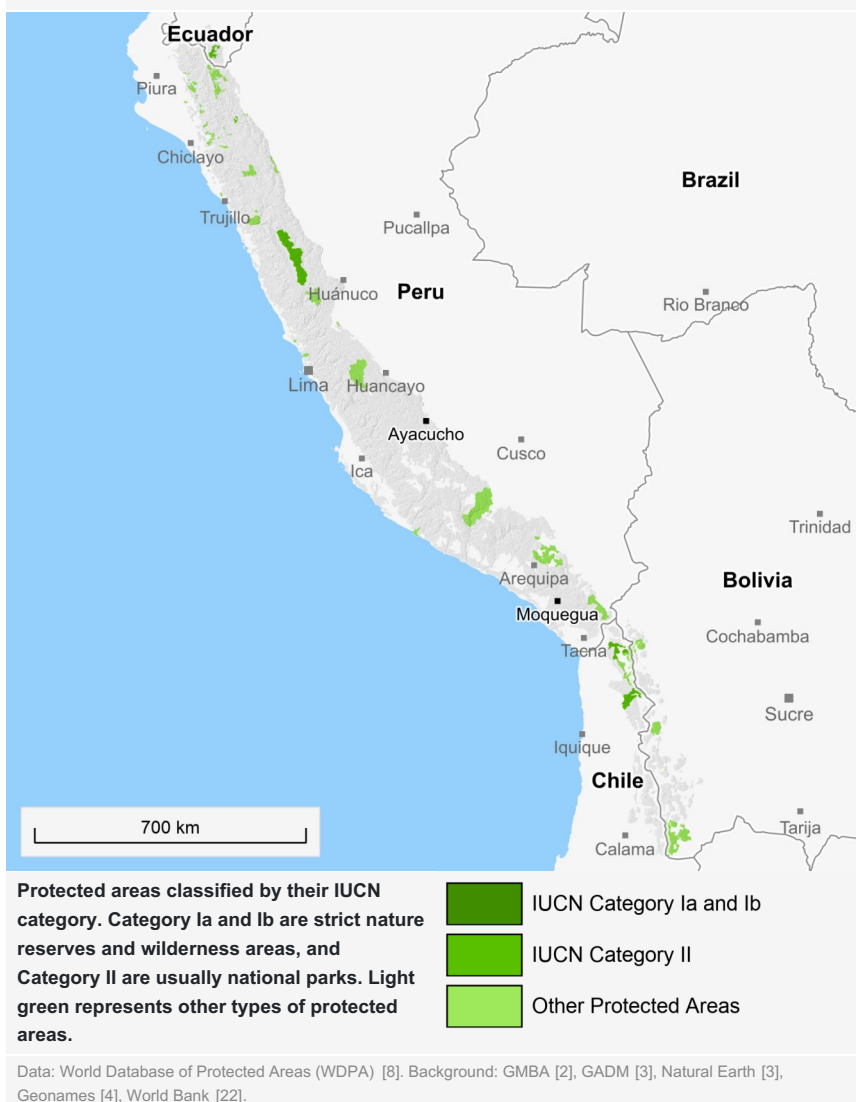 Ecuador
Piura
Chiclayo
Brazil
Trujillo
Pucallpa
Huánuco
Peru
Rio Branco
Lima
Huancayo
Ayacucho
Cusco
Ica
Trinidad
Arequipa
Bolivia
Moquegua
Cochabamba
Tacna
Sucre
Iquique
Chile
700 km
Tarija
Calama
Protected areas classified by their IUCN
category. Category Ia and Ib are strict nature
reserves and wilderness areas, and
Category II are usually national parks. Light
green represents other types of protected
areas.
IUCN Category Ia and Ib
IUCN Category II
Other Protected Areas
Data: World Database of Protected Areas (WDPA) [8]. Background: GMBA [2], GADM [3], Natural Earth [3],
Geonames [4], World Bank [22].